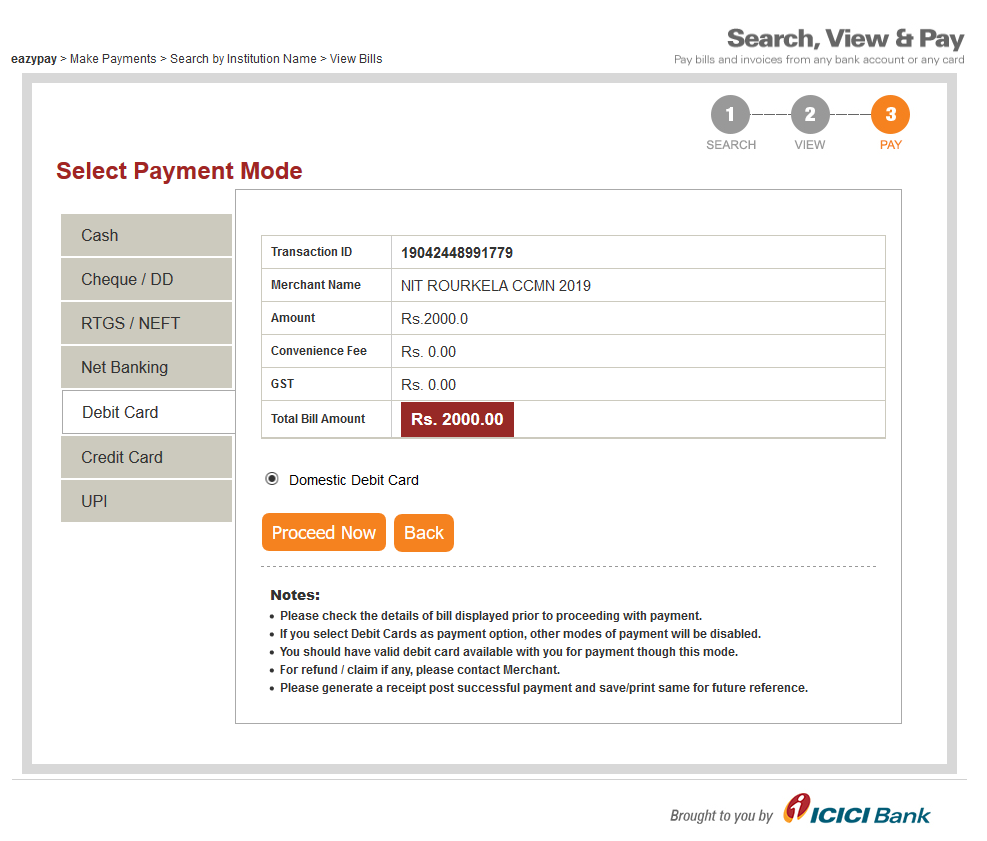 Search, View & Pay
eazypay > Make Payments > Search by Institution Name > View Bills
Pay bills and invoices from any bank account or any card
1 2 3
SEARCH VIEW PAY
Select Payment Mode
Cash
Cheque / DD
RTGS / NEFT
Net Banking
Debit Card
Credit Card
UPI
Transaction ID 19042448991779
Merchant Name NIT ROURKELA CCMN 2019
Amount Rs.2000.0
Convenience Fee Rs. 0.00
GST Rs. 0.00
Total Bill Amount Rs. 2000.00
Domestic Debit Card
Proceed Now Back
Notes:
• Please check the details of bill displayed prior to proceeding with payment.
• If you select Debit Cards as payment option, other modes of payment will be disabled.
• You should have valid debit card available with you for payment though this mode.
• For refund / claim if any, please contact Merchant.
• Please generate a receipt post successful payment and save/print same for future reference.
Brought to you by ICICI Bank